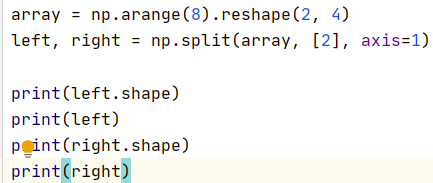 array = np.arange(8).reshape(2, 4)
left, right = np.split(array, [2], axis=1)
print(left.shape)
print(left)
print(right.shape)
print(right)